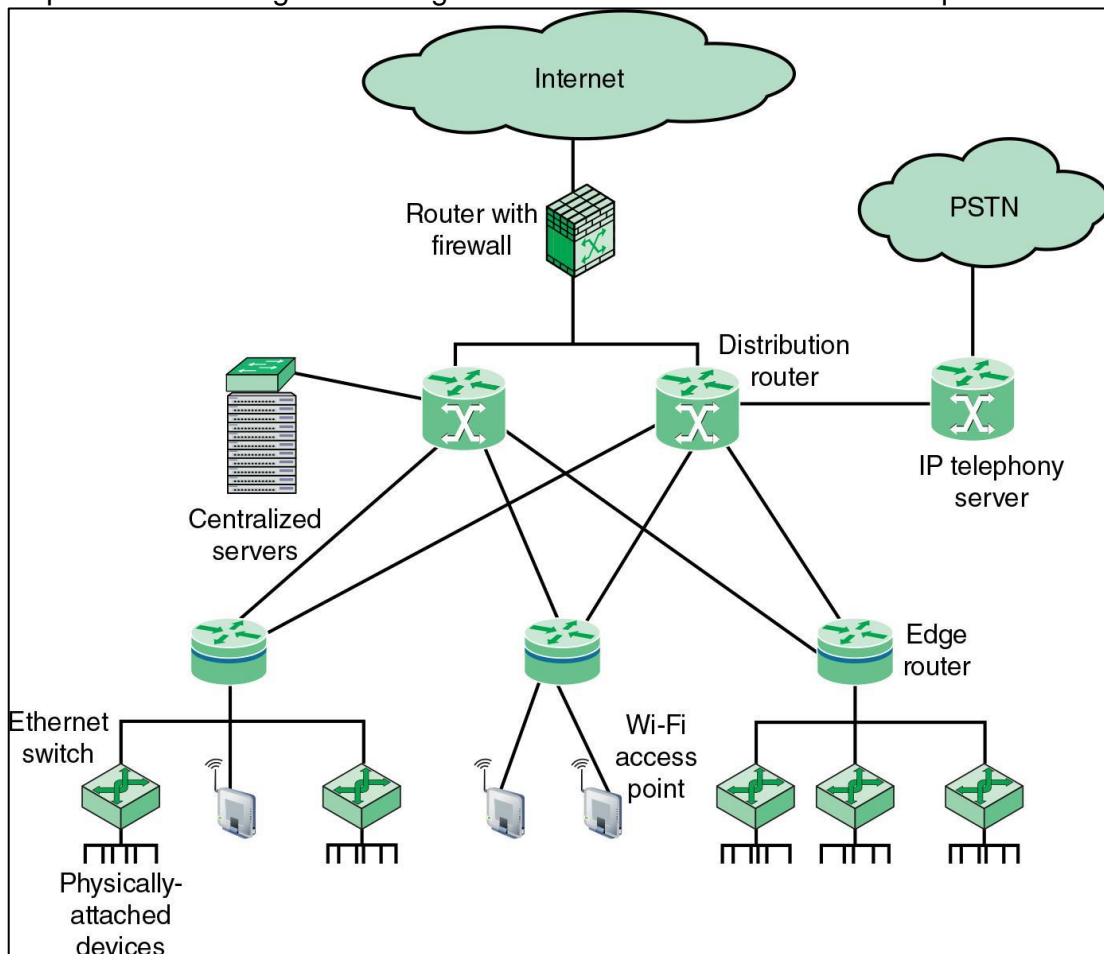 Internet
PSTN
Router with
firewall
Distribution
router
IP telephony
server
Centralized
servers
Edge
router
Ethernet
switch
Wi-Fi
access
point
Physically-
attached
devices